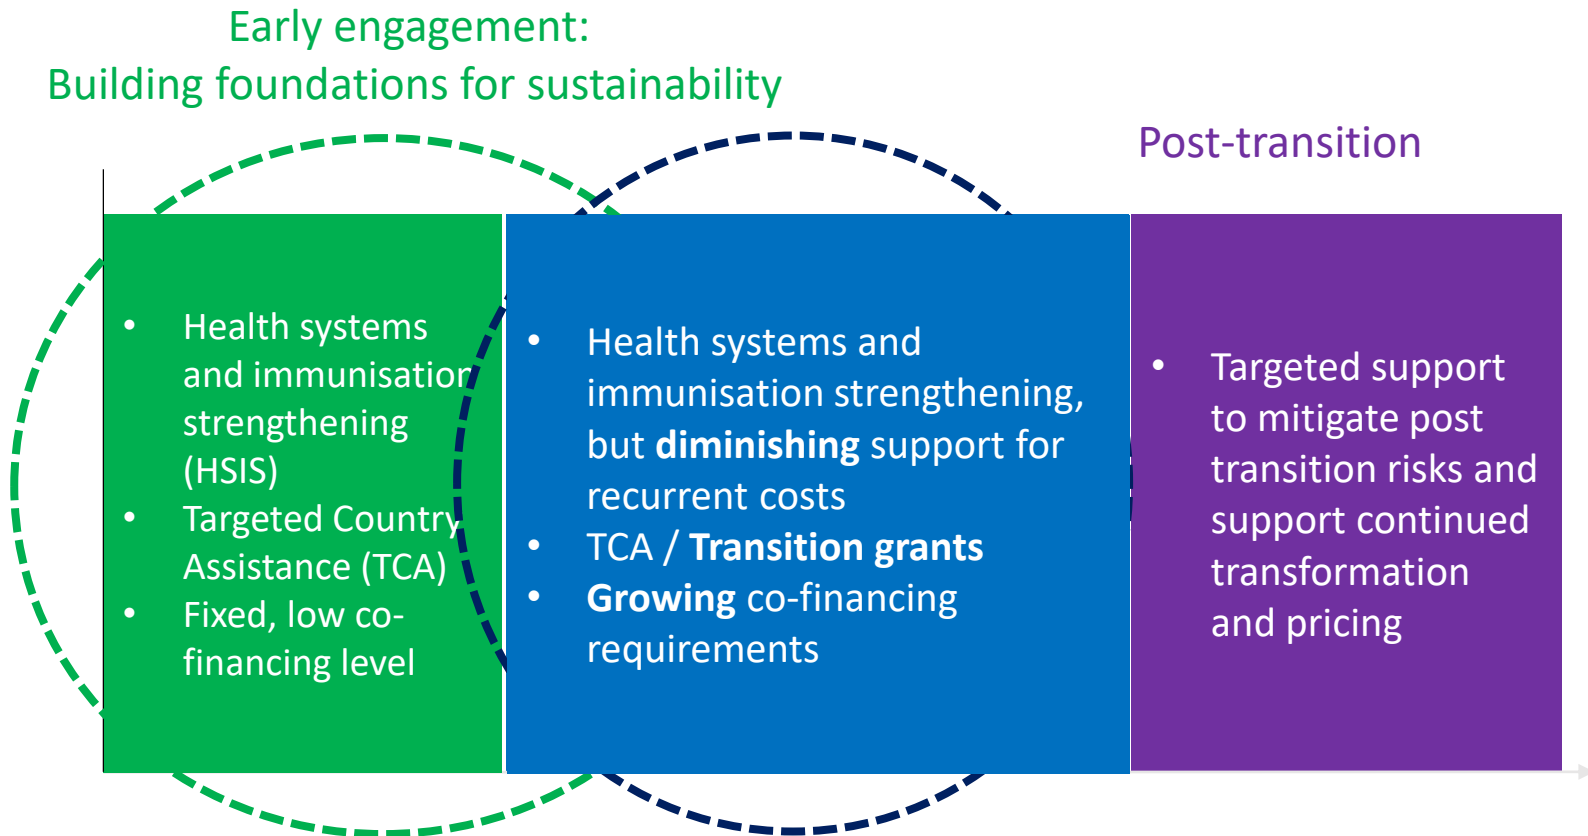 Early engagement:
Building foundations for sustainability
Post-transition
• Health systems
and immunisation
strengthening
(HSIS)
• Targeted Country
Assistance (TCA)
• Fixed, low co-
financing level
• Health systems and
immunisation strengthening,
but diminishing support for
recurrent costs
• TCA / Transition grants
• Growing co-financing
requirements
• Targeted support
to mitigate post
transition risks and
support continued
transformation
and pricing